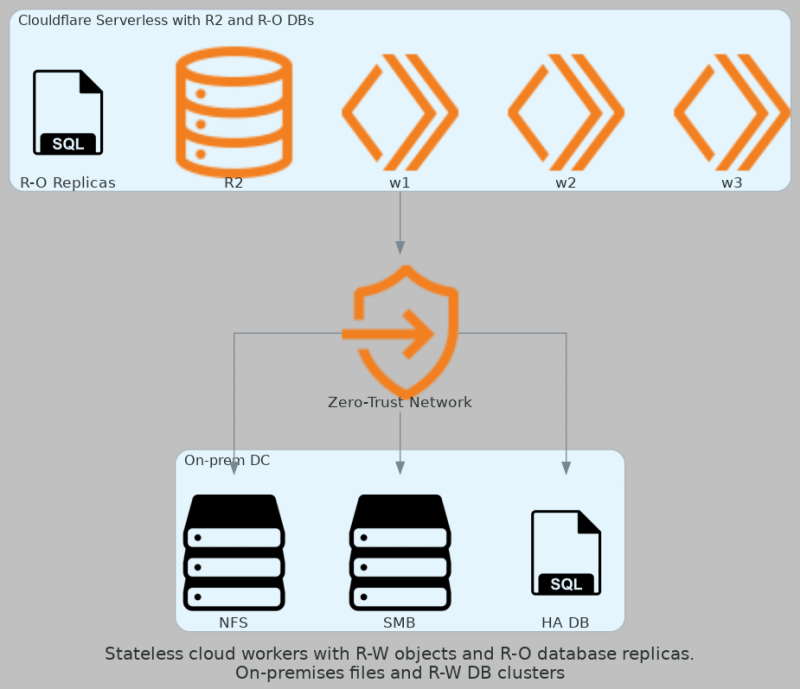 Clouldflare Serverless with R2 and R-O DBs
SQL
R-O Replicas
R2
w1
w2
w3
Zero-Trust Network
On-prem DC
SQL
NFS
SMB
HA DB
Stateless cloud workers with R-W objects and R-O database replicas.
On-premises files and R-W DB clusters